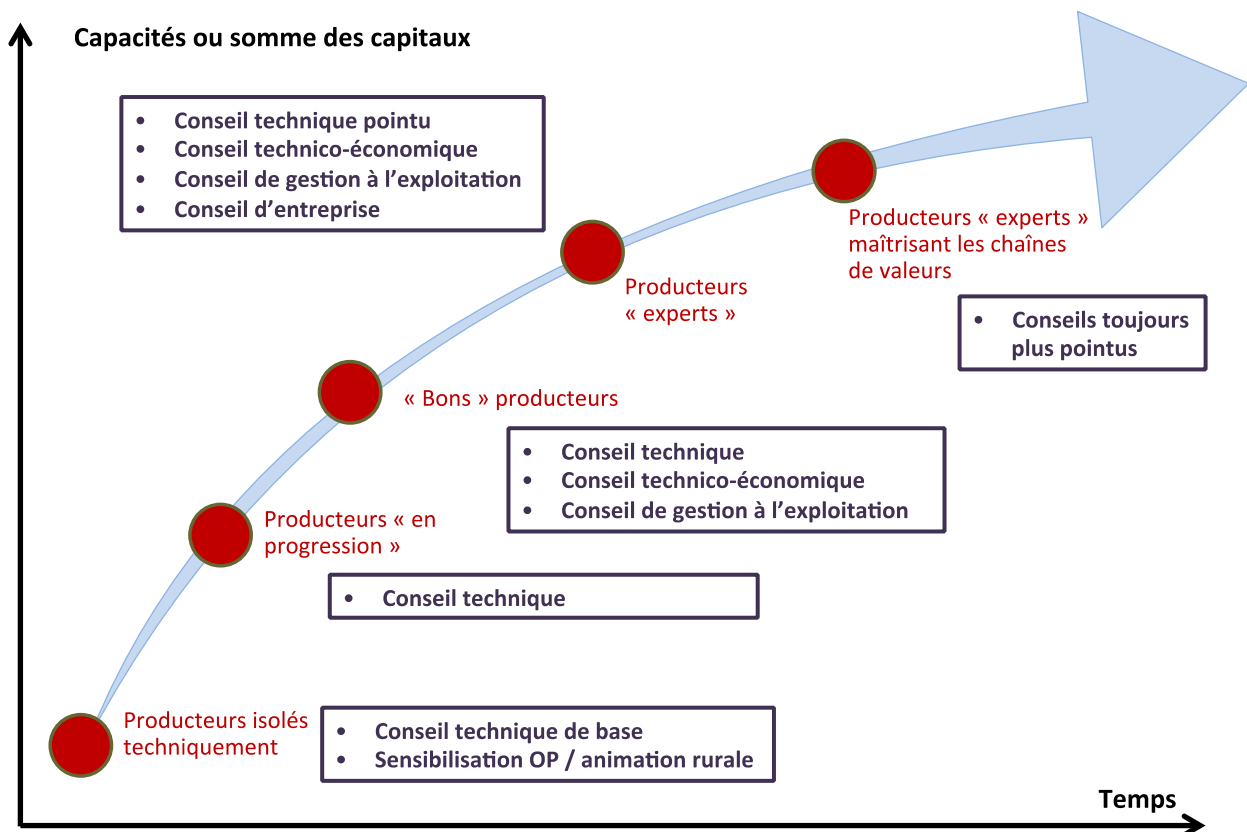 Capacités ou somme des capitaux
• Conseil technique pointu
• Conseil technico-économique
• Conseil de gestion à l’exploitation
• Conseil d’entreprise
Producteurs « experts »
maîtrisant les chaînes
de valeurs
Producteurs
« experts »
• Conseils toujours
plus pointus
« Bons » producteurs
• Conseil technique
• Conseil technico-économique
• Conseil de gestion à l’exploitation
Producteurs « en
progression »
• Conseil technique
Producteurs isolés
techniquement
• Conseil technique de base
• Sensibilisation OP / animation rurale
Temps